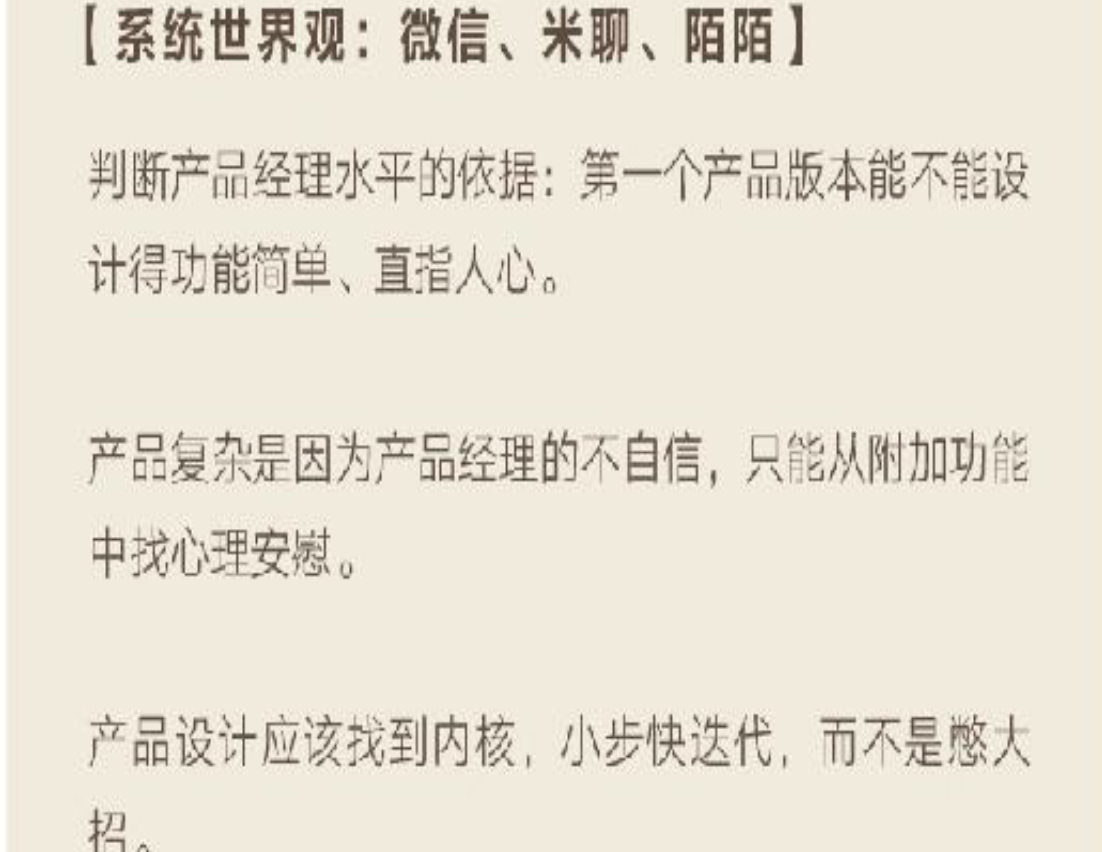 【系统世界观：微信、米聊、陌陌】
判断产品经理水平的依据：第一个产品版本能不能设
计得功能简单、直指人心。
产品复杂是因为产品经理的不自信，只能从附加功能
中找心理安慰。
产品设计应该找到内核，小步快迭代，而不是憋大
招。